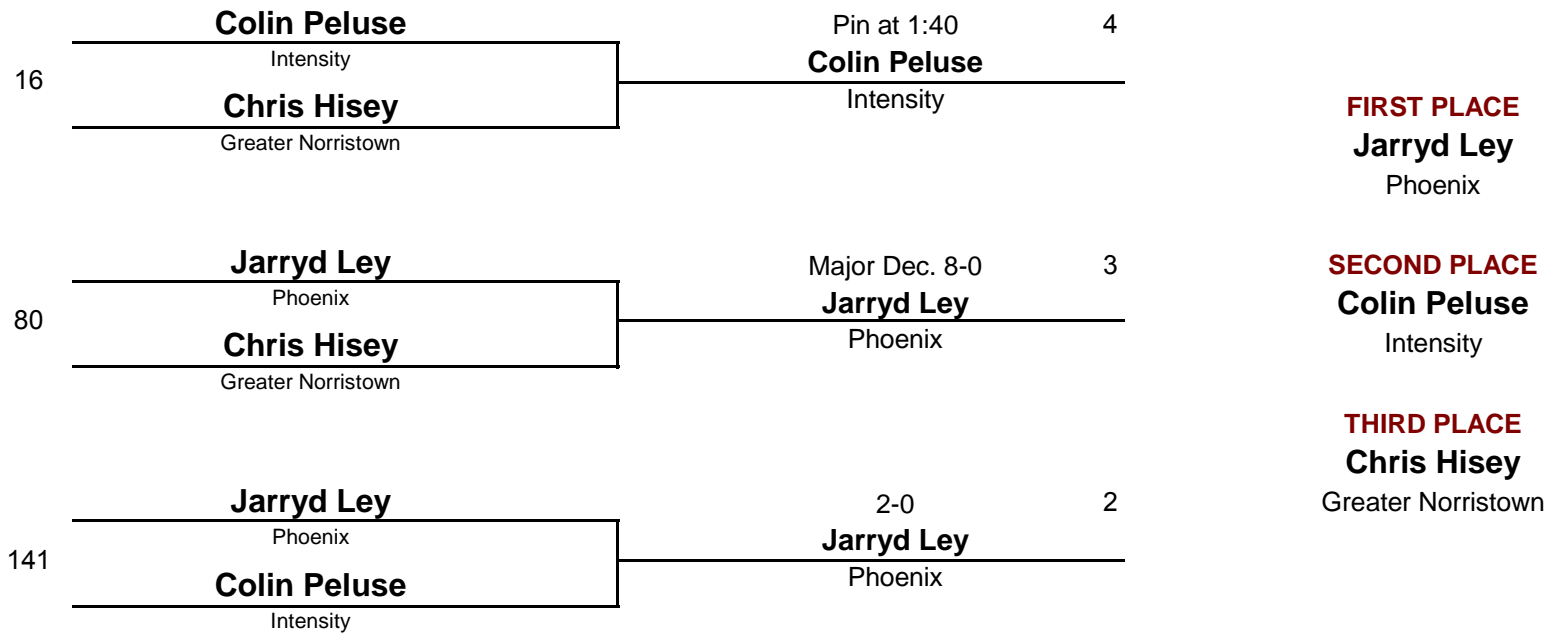 Colin Peluse
Intensity
16
Chris Hisey
Greater Norristown
Pin at 1:40 4
Colin Peluse
Intensity
Jarryd Ley
Phoenix
80
Chris Hisey
Greater Norristown
Major Dec. 8-0 3
Jarryd Ley
Phoenix
Jarryd Ley
Phoenix
141
Colin Peluse
Intensity
2-0 2
Jarryd Ley
Phoenix
FIRST PLACE
Jarryd Ley
Phoenix
SECOND PLACE
Colin Peluse
Intensity
THIRD PLACE
Chris Hisey
Greater Norristown